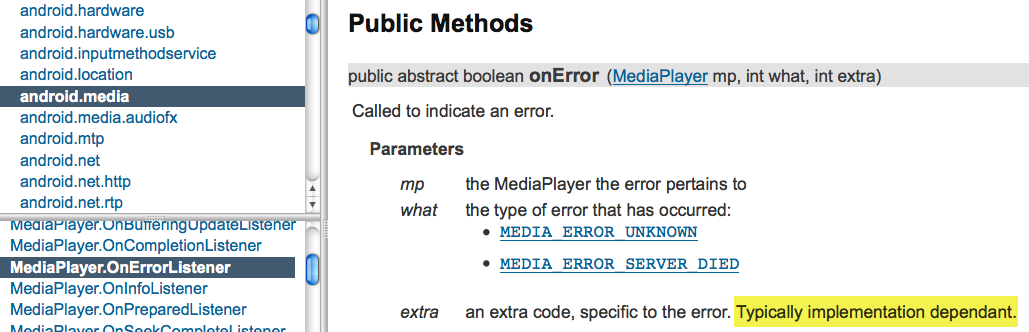 android.hardware
android.hardware.usb
android.inputmethodservice
android.location
android.media
android.media.audiofx
android.mtp
android.net
android.net.http
android.net.rtp
MediaPlayer.OnBufferingUpdateListener
MediaPlayer.OnCompletionListener
MediaPlayer.OnErrorListener
MediaPlayer.OnInfoListener
MediaPlayer.OnPreparedListener
MediaPlayer.OnSeekCompleteListener
Public Methods
public abstract boolean onError (MediaPlayer mp, int what, int extra)
Called to indicate an error.
Parameters
mp the MediaPlayer the error pertains to
what the type of error that has occurred:
• MEDIA_ERROR_UNKNOWN
• MEDIA_ERROR_SERVER_DIED
extra an extra code, specific to the error. Typically implementation dependant.